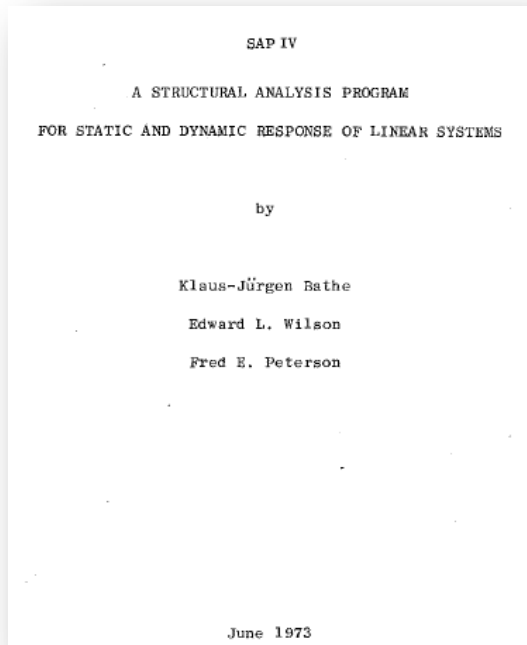 SAP IV
A STRUCTURAL ANALYSIS PROGRAM
FOR STATIC AND DYNAMIC RESPONSE OF LINEAR SYSTEMS
by
Klaus-Jürgen Bathe
Edward L. Wilson
Fred E. Peterson
June 1973